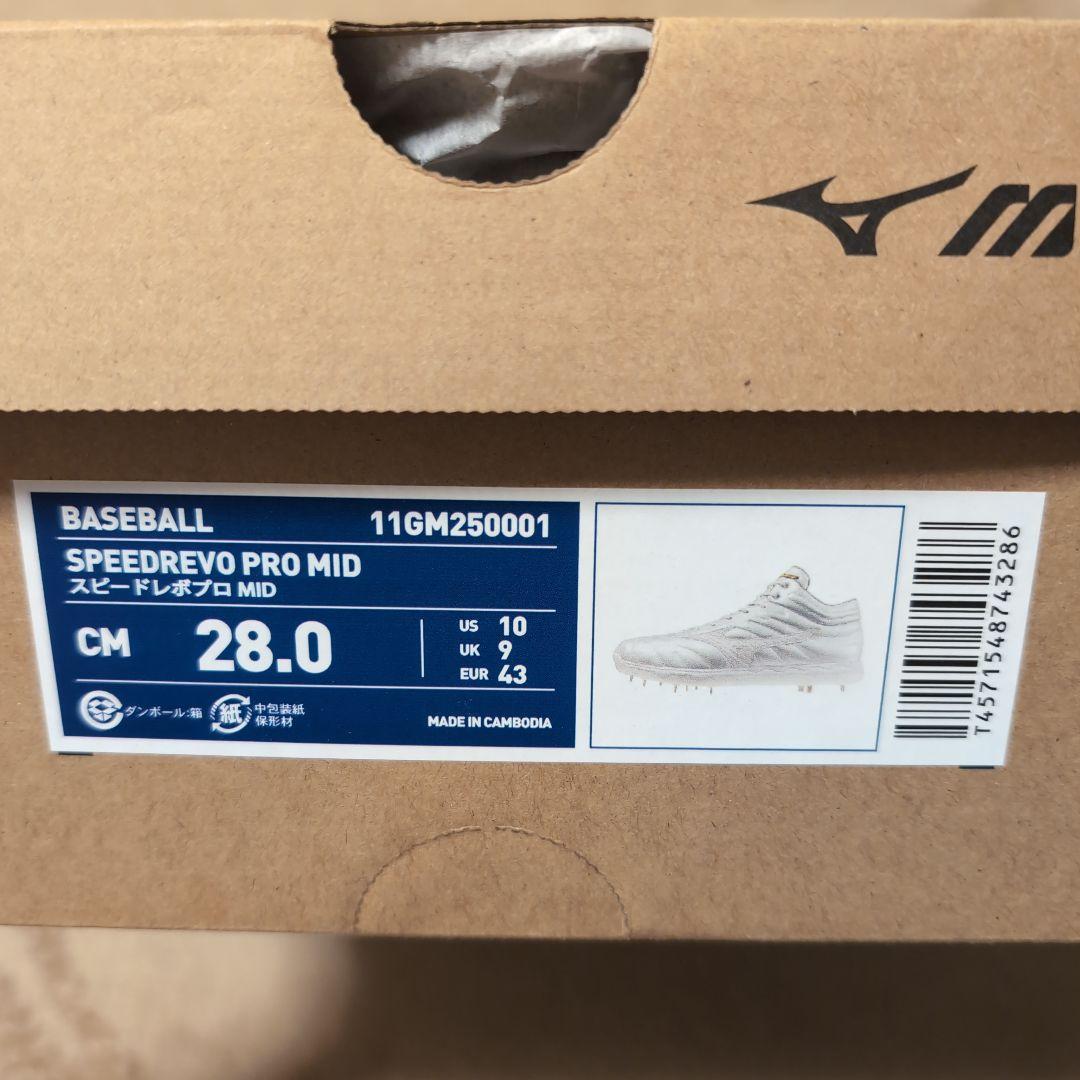 M
BASEBALL 11GM250001
SPEEDREVO PRO MID
スピードレボプロ MID
CM 28.0
US 10
UK 9
EUR 43
ダンボール:箱
紙 中包装紙
保形材
MADE IN CAMBODIA
T4571548743286